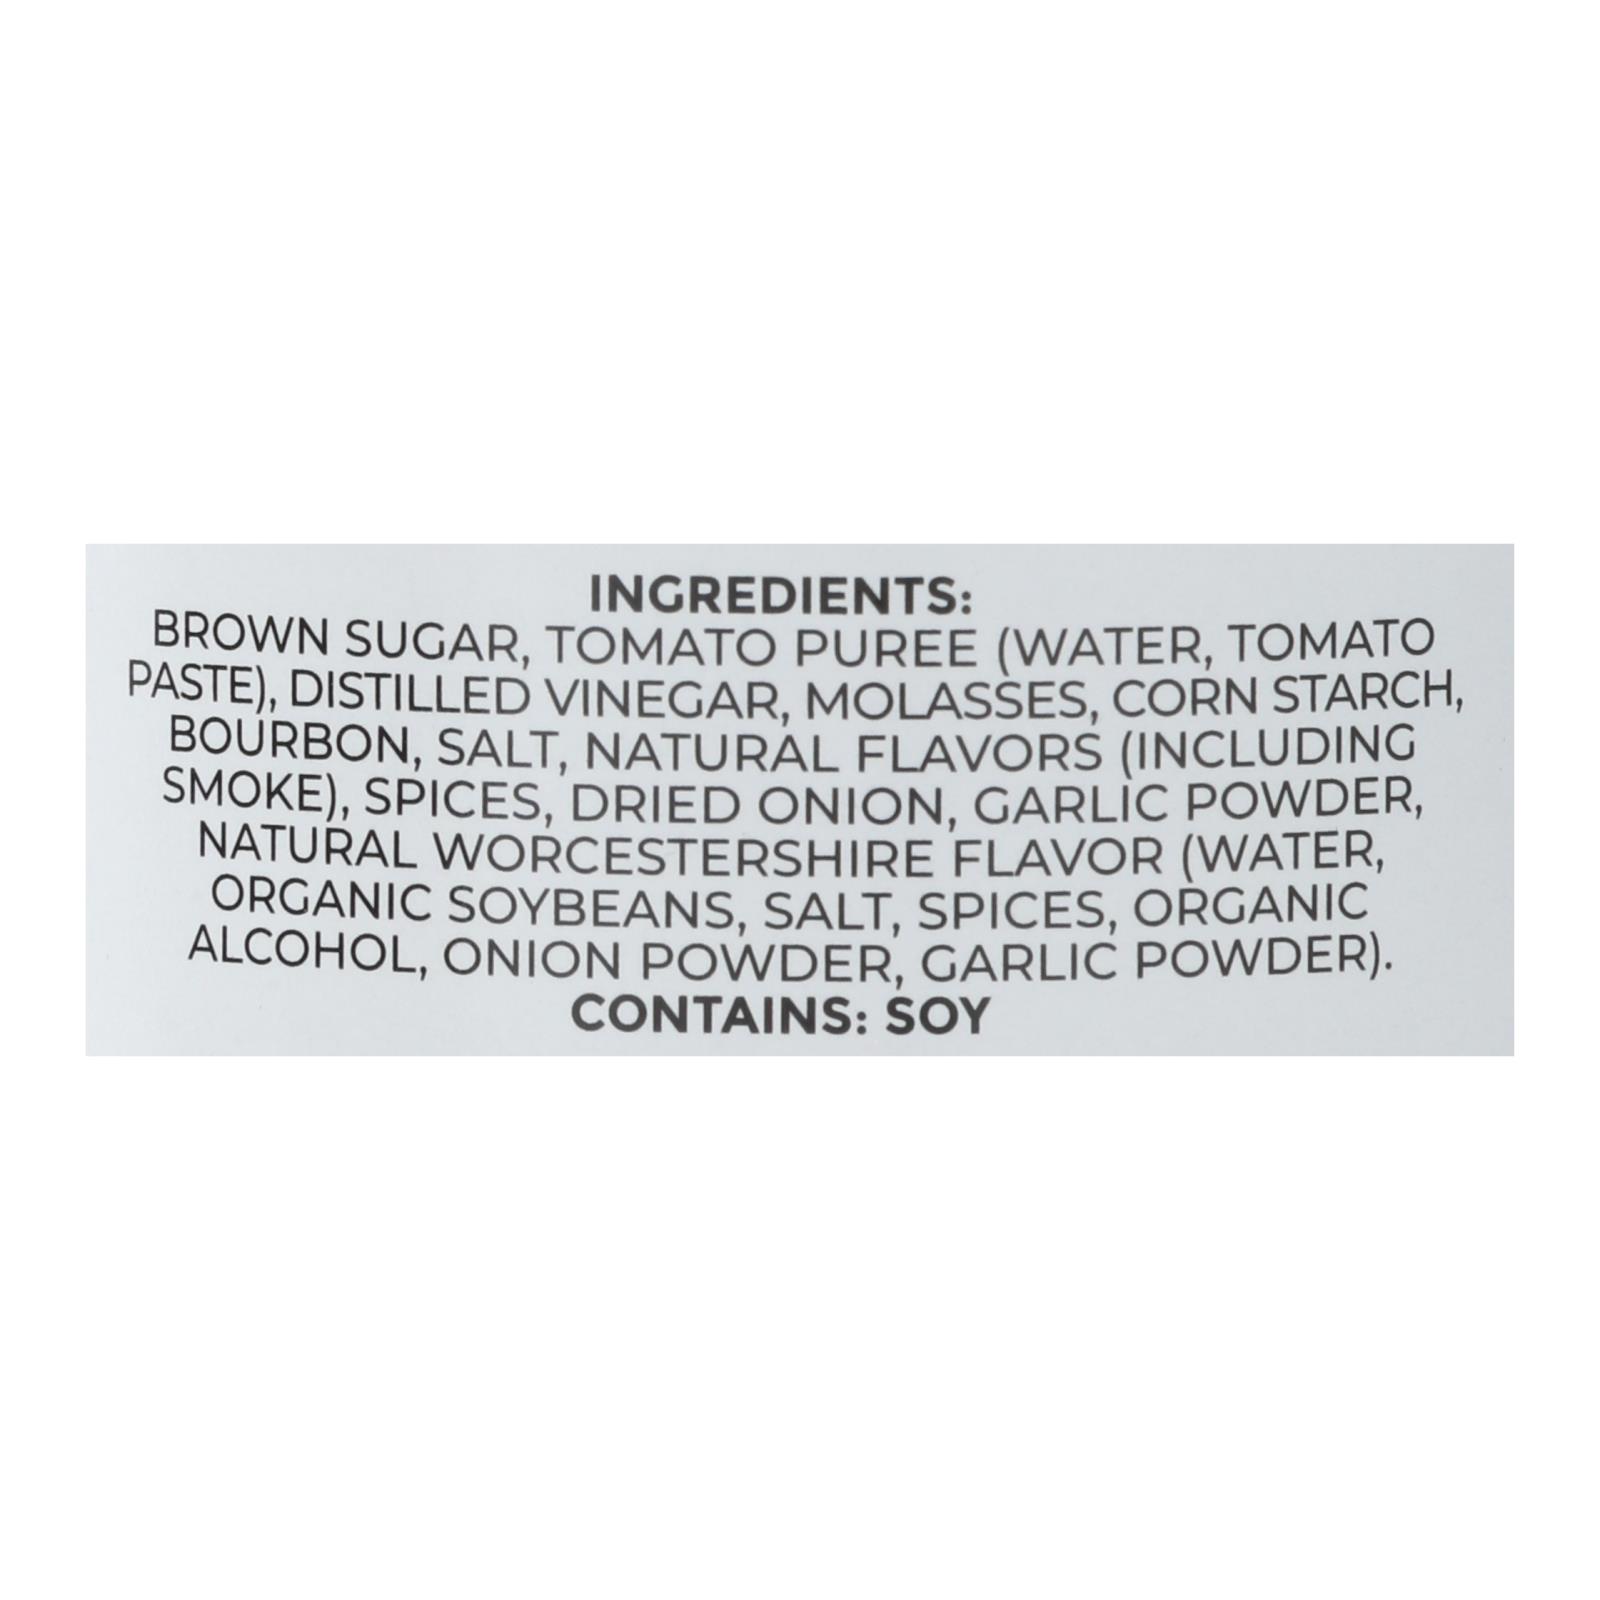 INGREDIENTS:
BROWN SUGAR, TOMATO PUREE (WATER, TOMATO
PASTE), DISTILLED VINEGAR, MOLASSES, CORN STARCH,
BOURBON, SALT, NATURAL FLAVORS (INCLUDING
SMOKE), SPICES, DRIED ONION, GARLIC POWDER,
NATURAL WORCESTERSHIRE FLAVOR (WATER,
ORGANIC SOYBEANS, SALT, SPICES, ORGANIC
ALCOHOL, ONION POWDER, GARLIC POWDER).
CONTAINS: SOY